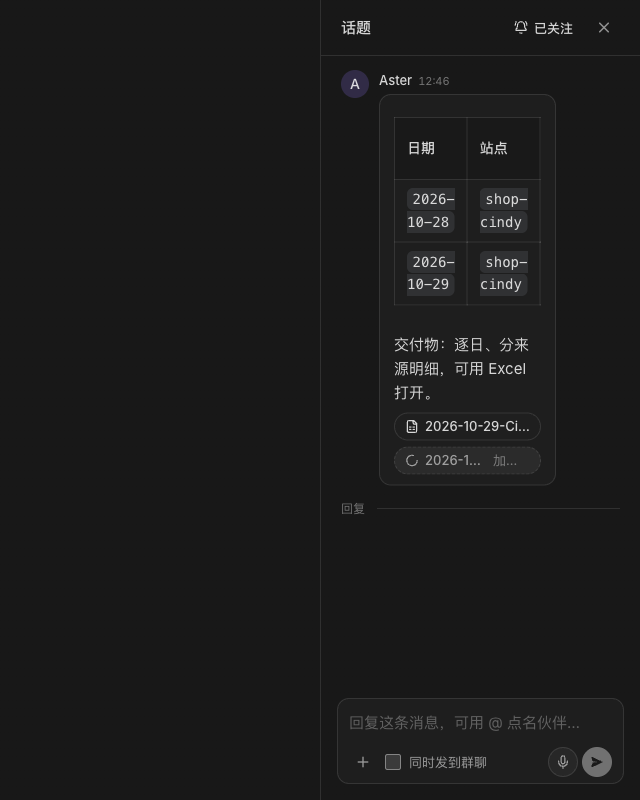 话题
已关注
A
Aster 12:46
日期 站点
2026-
10-28
shop-
cindy
2026-
10-29
shop-
cindy
交付物：逐日、分来
源明细，可用 Excel
打开。
2026-10-29-Ci...
2026-1... 加...
回复
回复这条消息，可用 @ 点名伙伴...
同时发到群聊